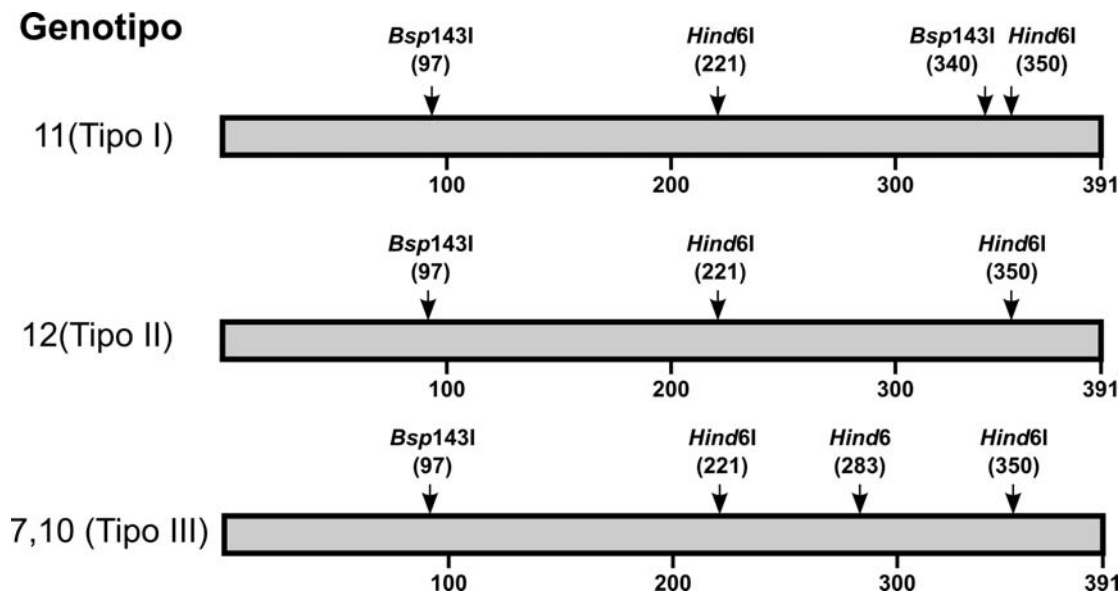 Genotipo
Bsp143I Hind6I Bsp143I Hind6I
(97) (221) (340) (350)
11(Tipo I)
100 200 300 391
Bsp143I Hind6I Hind6I
(97) (221) (350)
12(Tipo II)
100 200 300 391
Bsp143I Hind6I Hind6 Hind6I
(97) (221) (283) (350)
7,10 (Tipo III)
100 200 300 391